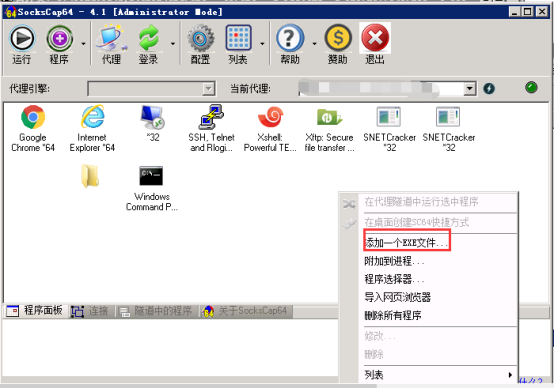 SocksCap64 - 4.1 [Administrator Mode]
运行 程序 代理 登录 配置 列表 帮助 赞助 退出
代理引擎: 当前代理:
Google Chrome *64
Internet Explorer *64
*32
SSH, Telnet and Rlogi...
Xshell: Powerful TE...
Xftp: Secure file transfer ...
SNETCracker *32
SNETCracker *32
Windows Command P...
在代理隧道中运行选中程序
在桌面创建SC64快捷方式
添加一个EXE文件...
附加到进程...
程序选择器...
导入网页浏览器
删除所有程序
修改...
删除
列表
程序面板 连接 隧道中的程序 关于SocksCap64
什么?